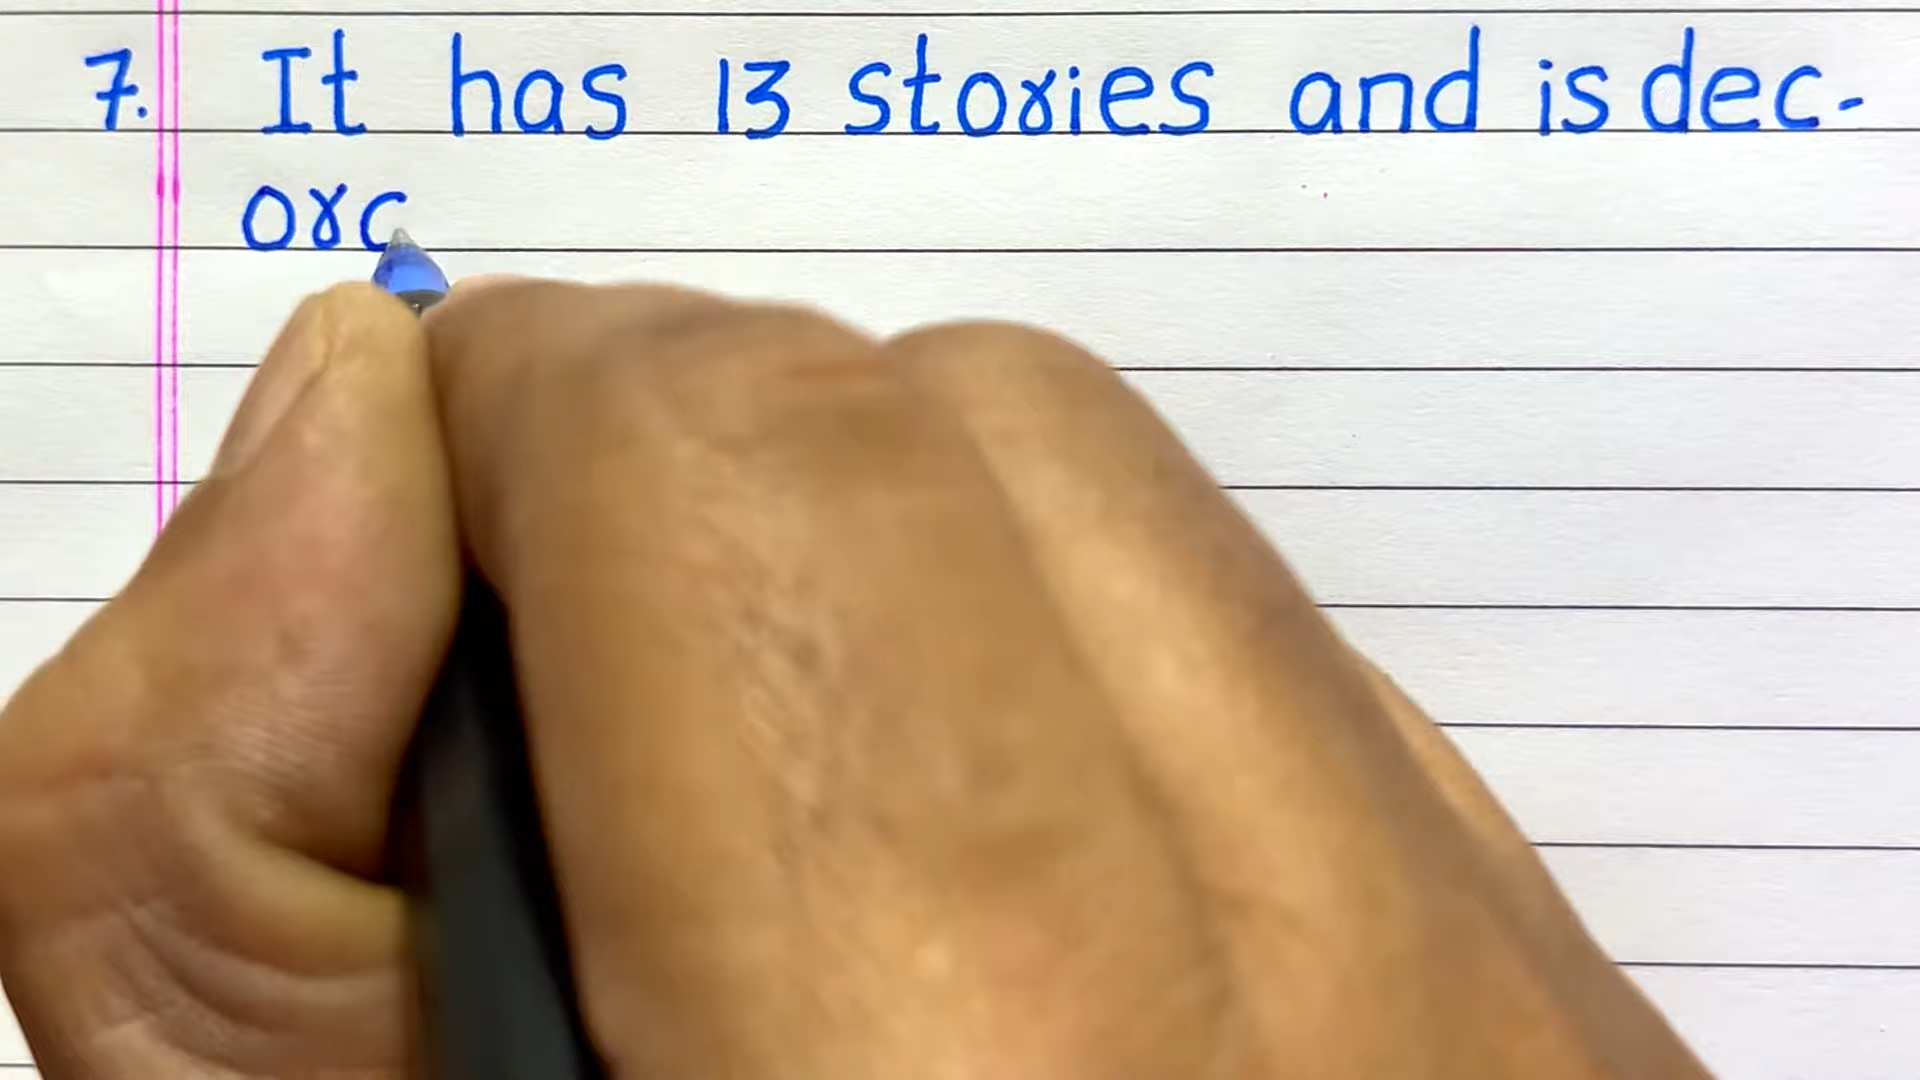 7. It has 13 stories and is dec-
orc